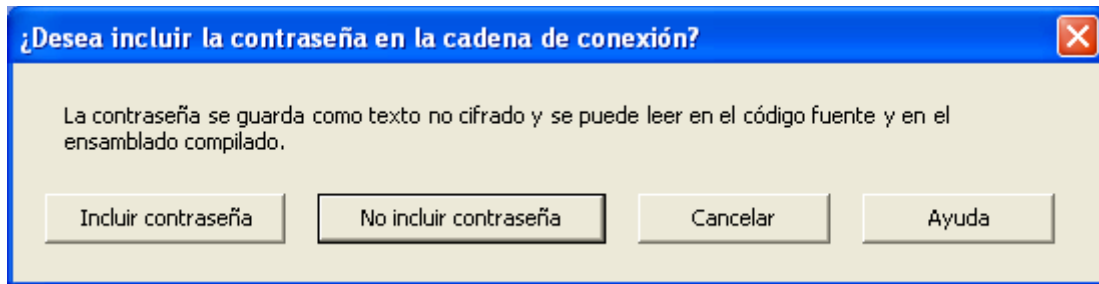 ¿Desea incluir la contraseña en la cadena de conexión?
La contraseña se guarda como texto no cifrado y se puede leer en el código fuente y en el
ensamblado compilado.
Incluir contraseña No incluir contraseña Cancelar Ayuda